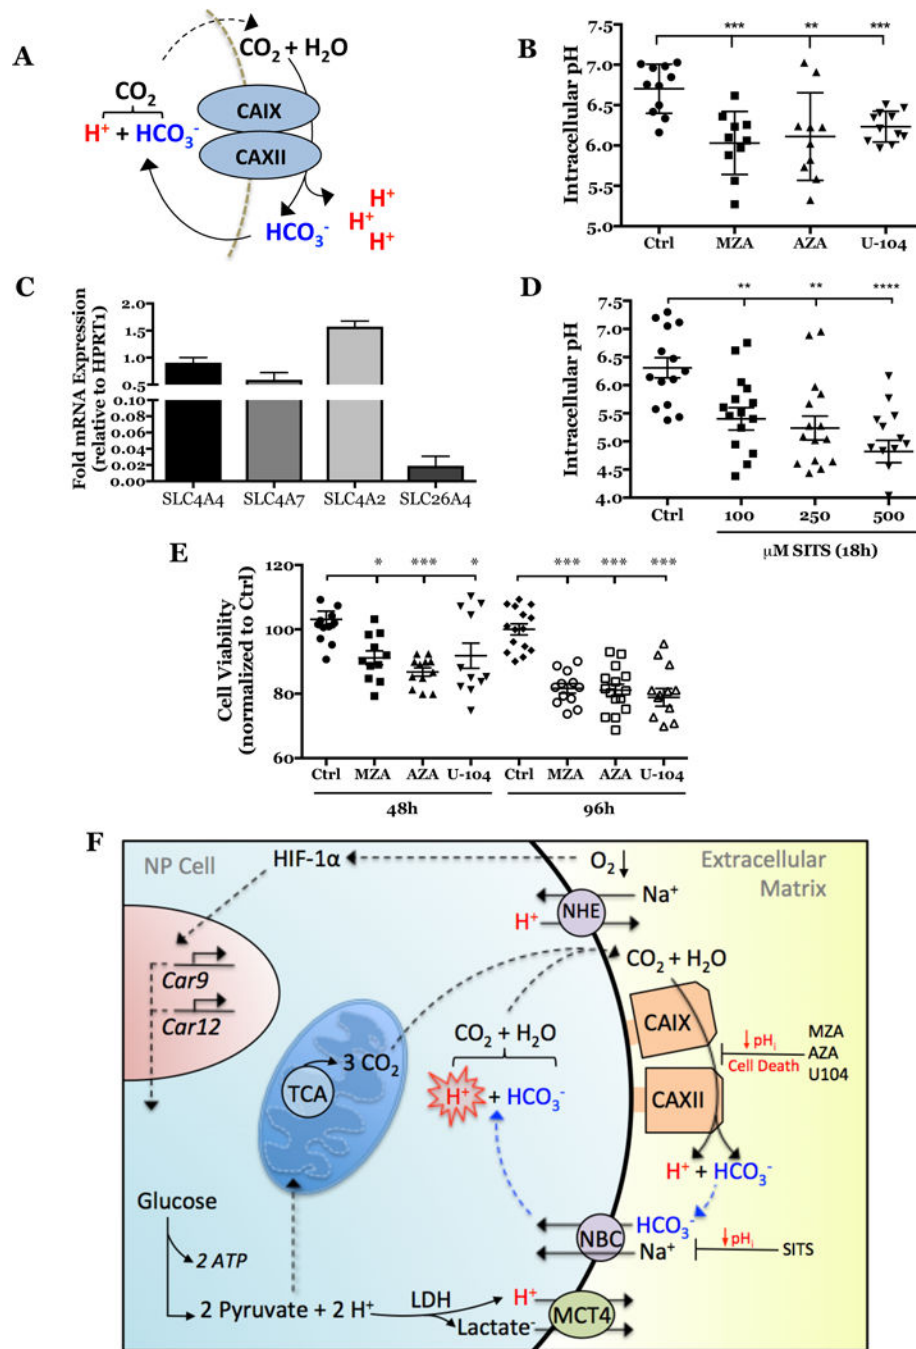 A
CO₂ + H₂O
CO₂
H⁺ + HCO₃⁻
CAIX
CAXII
HCO₃⁻
H⁺
H⁺
H⁺
B
Intracellular pH
7.0
6.5
6.0
5.5
5.0
*** ** ***
Ctrl MZA AZA U-104
C
Fold mRNA Expression
(relative to HPRT1)
2.0
1.5
1.0
0.5
0.10
0.08
0.06
0.04
0.02
0.00
SLC4A4 SLC4A7 SLC4A2 SLC26A4
D
Intracellular pH
7.5
7.0
6.5
6.0
5.5
5.0
4.5
4.0
** ** ****
Ctrl 100 250 500
μM SITS (18h)
E
Cell Viability
(normalized to Ctrl)
120
100
80
60
* *** * *** *** ***
Ctrl MZA AZA U-104 Ctrl MZA AZA U-104
48h 96h
F
NP Cell
HIF-1α
O₂
Extracellular
Matrix
Na⁺
H⁺
NHE
Car9
Car12
CO₂ + H₂O
CAIX
CAXII
↓ pHᵢ
Cell Death
MZA
AZA
U104
CO₂ + H₂O
H⁺ + HCO₃⁻
TCA
3 CO₂
H⁺ + HCO₃⁻
HCO₃⁻
Na⁺
NBC
↓ pHᵢ
SITS
Glucose
2 ATP
2 Pyruvate + 2 H⁺
LDH
H⁺
Lactate⁻
MCT4